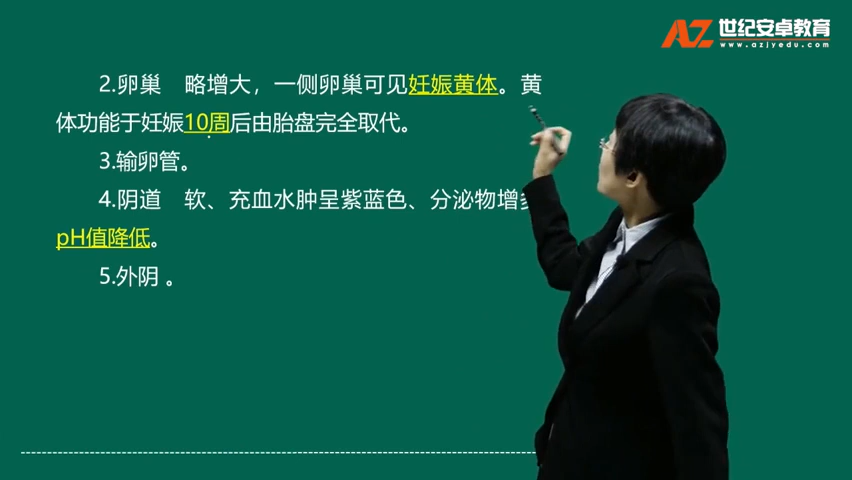 AZ 世纪安卓教育
www.azjyedu.com
2.卵巢 略增大，一侧卵巢可见妊娠黄体。黄
体功能于妊娠10周后由胎盘完全取代。
3.输卵管。
4.阴道 软、充血水肿呈紫蓝色、分泌物增
pH值降低。
5.外阴 。